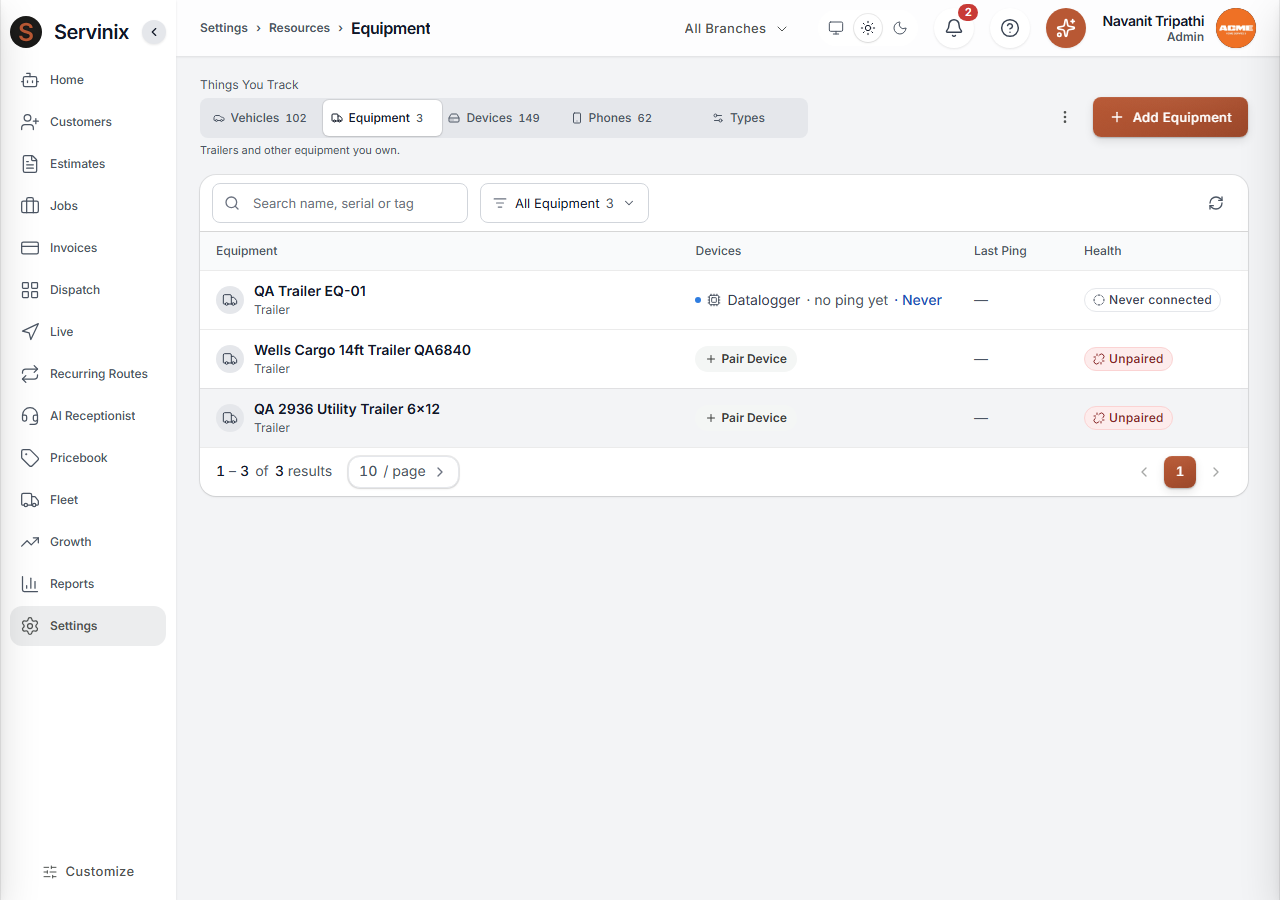 S Servinix
Settings › Resources › Equipment
All Branches
2
Navanit Tripathi
Admin
ACME
Home
Customers
Estimates
Jobs
Invoices
Dispatch
Live
Recurring Routes
AI Receptionist
Pricebook
Fleet
Growth
Reports
Settings
Customize
Things You Track
Vehicles 102 Equipment 3 Devices 149 Phones 62 Types
+ Add Equipment
Trailers and other equipment you own.
Search name, serial or tag All Equipment 3
Equipment Devices Last Ping Health
QA Trailer EQ-01
Trailer
Datalogger · no ping yet · Never — Never connected
Wells Cargo 14ft Trailer QA6840
Trailer
+ Pair Device — Unpaired
QA 2936 Utility Trailer 6×12
Trailer
+ Pair Device — Unpaired
1 – 3 of 3 results 10 / page 1